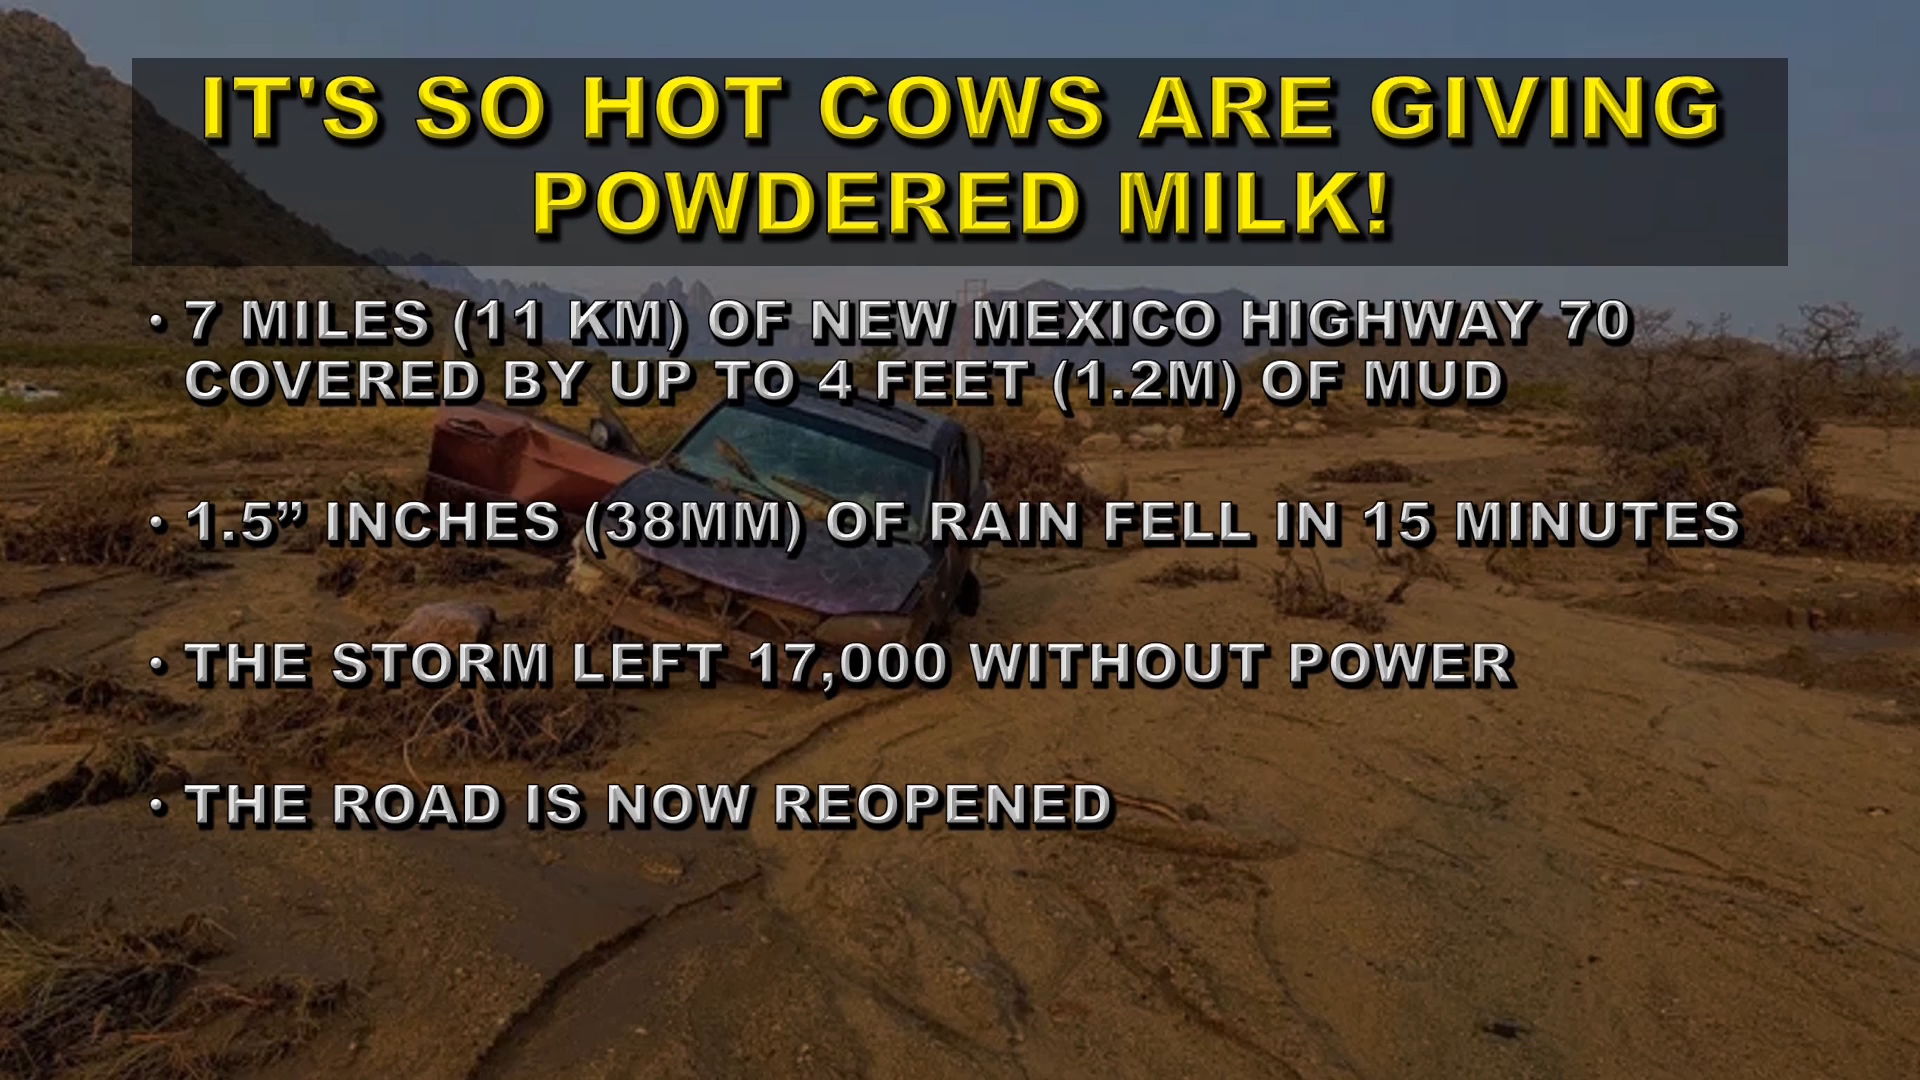 IT'S SO HOT COWS ARE GIVING
POWDERED MILK!
• 7 MILES (11 KM) OF NEW MEXICO HIGHWAY 70
COVERED BY UP TO 4 FEET (1.2M) OF MUD
• 1.5” INCHES (38MM) OF RAIN FELL IN 15 MINUTES
• THE STORM LEFT 17,000 WITHOUT POWER
• THE ROAD IS NOW REOPENED